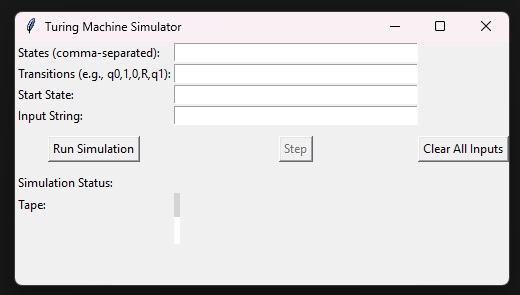 Turing Machine Simulator
States (comma-separated):
Transitions (e.g., q0,1,0,R,q1):
Start State:
Input String:
Run Simulation Step Clear All Inputs
Simulation Status:
Tape: